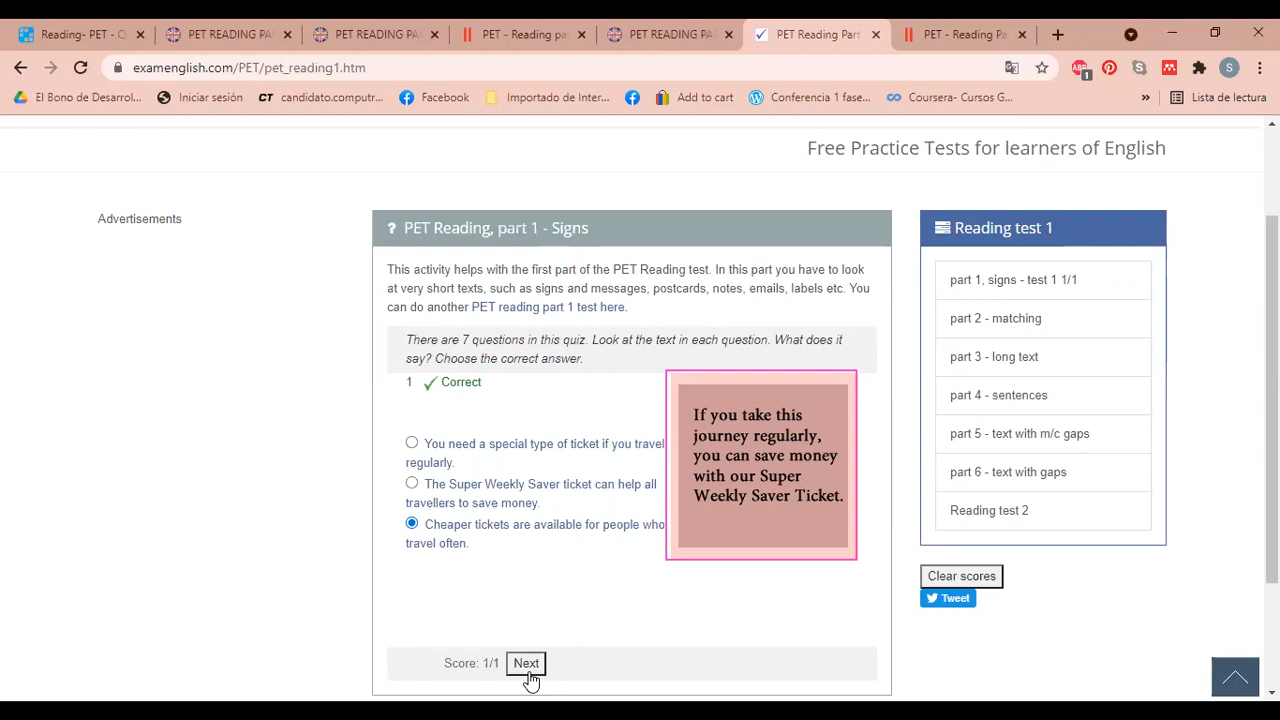 Reading- PET - C
PET READING PA
PET READING PA
PET - Reading pa
PET READING PA
PET Reading Part
PET - Reading Pa
examenglish.com/PET/pet_reading1.htm
ABP
1
S
El Bono de Desarrol...
Iniciar sesión
CT candidato.computr...
Facebook
Importado de Inter...
Add to cart
Conferencia 1 fase...
Coursera- Cursos G...
»
Lista de lectura
Free Practice Tests for learners of English
Advertisements
? PET Reading, part 1 - Signs
This activity helps with the first part of the PET Reading test. In this part you have to look
at very short texts, such as signs and messages, postcards, notes, emails, labels etc. You
can do another PET reading part 1 test here.
There are 7 questions in this quiz. Look at the text in each question. What does it
say? Choose the correct answer.
1 Correct
You need a special type of ticket if you travel
regularly.
The Super Weekly Saver ticket can help all
travellers to save money.
Cheaper tickets are available for people who
travel often.
If you take this
journey regularly,
you can save money
with our Super
Weekly Saver Ticket.
Score: 1/1 Next
Reading test 1
part 1, signs - test 1 1/1
part 2 - matching
part 3 - long text
part 4 - sentences
part 5 - text with m/c gaps
part 6 - text with gaps
Reading test 2
Clear scores
Tweet